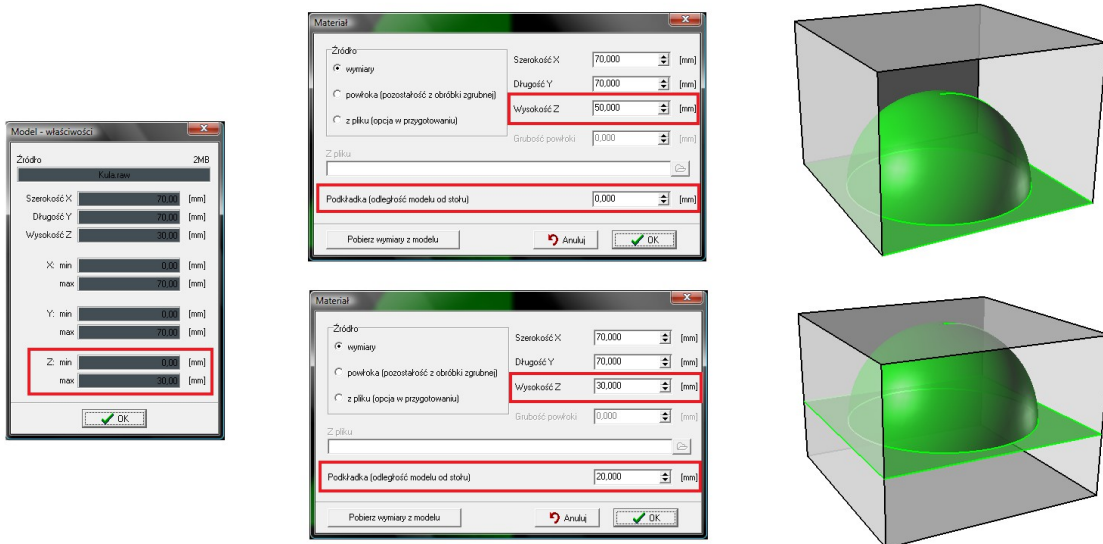 Model - właściwości
Źródło 2MB
Kula.raw
Szerokość X 70,00 [mm]
Długość Y 70,00 [mm]
Wysokość Z 30,00 [mm]
X: min 0,00 [mm]
max 70,00 [mm]
Y: min 0,00 [mm]
max 70,00 [mm]
Z: min 0,00 [mm]
max 30,00 [mm]
OK
Materiał
Źródło
wymiary
powłoka (pozostałość z obróbki zgrubnej)
z pliku (opcja w przygotowaniu)
Szerokość X 70,000 [mm]
Długość Y 70,000 [mm]
Wysokość Z 50,000 [mm]
Grubość powłoki 0,000 [mm]
Z pliku
Podkładka (odległość modelu od stołu) 0,000 [mm]
Pobierz wymiary z modelu Anuluj OK
Materiał
Źródło
wymiary
powłoka (pozostałość z obróbki zgrubnej)
z pliku (opcja w przygotowaniu)
Szerokość X 70,000 [mm]
Długość Y 70,000 [mm]
Wysokość Z 30,000 [mm]
Grubość powłoki 0,000 [mm]
Z pliku
Podkładka (odległość modelu od stołu) 20,000 [mm]
Pobierz wymiary z modelu Anuluj OK